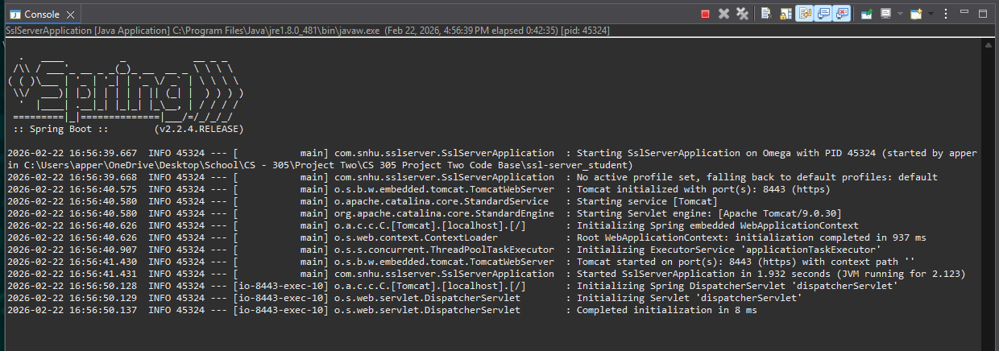 Console
SslServerApplication [Java Application] C:\Program Files\Java\jre1.8.0_481\bin\javaw.exe (Feb 22, 2026, 4:56:39 PM elapsed 0:42:35) [pid: 45324]
  .   ____          _            __ _ _
 /\\ / ___'_ __ _ _(_)_ __  __ _ \ \ \ \
( ( )\___ | '_ | '_| | '_ \/ _` | \ \ \ \
 \\/  ___)| |_)| | | | | || (_| |  ) ) ) )
  '  |____| .__|_| |_|_| |_\__, | / / / /
 =========|_|==============|___/=/_/_/_/
 :: Spring Boot ::        (v2.2.4.RELEASE)
2026-02-22 16:56:39.667  INFO 45324 --- [           main] com.snhu.sslserver.SslServerApplication  : Starting SslServerApplication on Omega with PID 45324 (started by apper
in C:\Users\apper\OneDrive\Desktop\School\CS - 305\Project Two\CS 305 Project Two Code Base\ssl-server_student)
2026-02-22 16:56:39.668  INFO 45324 --- [           main] com.snhu.sslserver.SslServerApplication  : No active profile set, falling back to default profiles: default
2026-02-22 16:56:40.575  INFO 45324 --- [           main] o.s.b.w.embedded.tomcat.TomcatWebServer  : Tomcat initialized with port(s): 8443 (https)
2026-02-22 16:56:40.580  INFO 45324 --- [           main] o.apache.catalina.core.StandardService   : Starting service [Tomcat]
2026-02-22 16:56:40.580  INFO 45324 --- [           main] org.apache.catalina.core.StandardEngine  : Starting Servlet engine: [Apache Tomcat/9.0.30]
2026-02-22 16:56:40.626  INFO 45324 --- [           main] o.a.c.c.C.[Tomcat].[localhost].[/]       : Initializing Spring embedded WebApplicationContext
2026-02-22 16:56:40.626  INFO 45324 --- [           main] o.s.web.context.ContextLoader            : Root WebApplicationContext: initialization completed in 937 ms
2026-02-22 16:56:40.907  INFO 45324 --- [           main] o.s.s.concurrent.ThreadPoolTaskExecutor  : Initializing ExecutorService 'applicationTaskExecutor'
2026-02-22 16:56:41.430  INFO 45324 --- [           main] o.s.b.w.embedded.tomcat.TomcatWebServer  : Tomcat started on port(s): 8443 (https) with context path ''
2026-02-22 16:56:41.431  INFO 45324 --- [           main] com.snhu.sslserver.SslServerApplication  : Started SslServerApplication in 1.932 seconds (JVM running for 2.123)
2026-02-22 16:56:50.128  INFO 45324 --- [io-8443-exec-10] o.a.c.c.C.[Tomcat].[localhost].[/]       : Initializing Spring DispatcherServlet 'dispatcherServlet'
2026-02-22 16:56:50.129  INFO 45324 --- [io-8443-exec-10] o.s.web.servlet.DispatcherServlet        : Initializing Servlet 'dispatcherServlet'
2026-02-22 16:56:50.137  INFO 45324 --- [io-8443-exec-10] o.s.web.servlet.DispatcherServlet        : Completed initialization in 8 ms